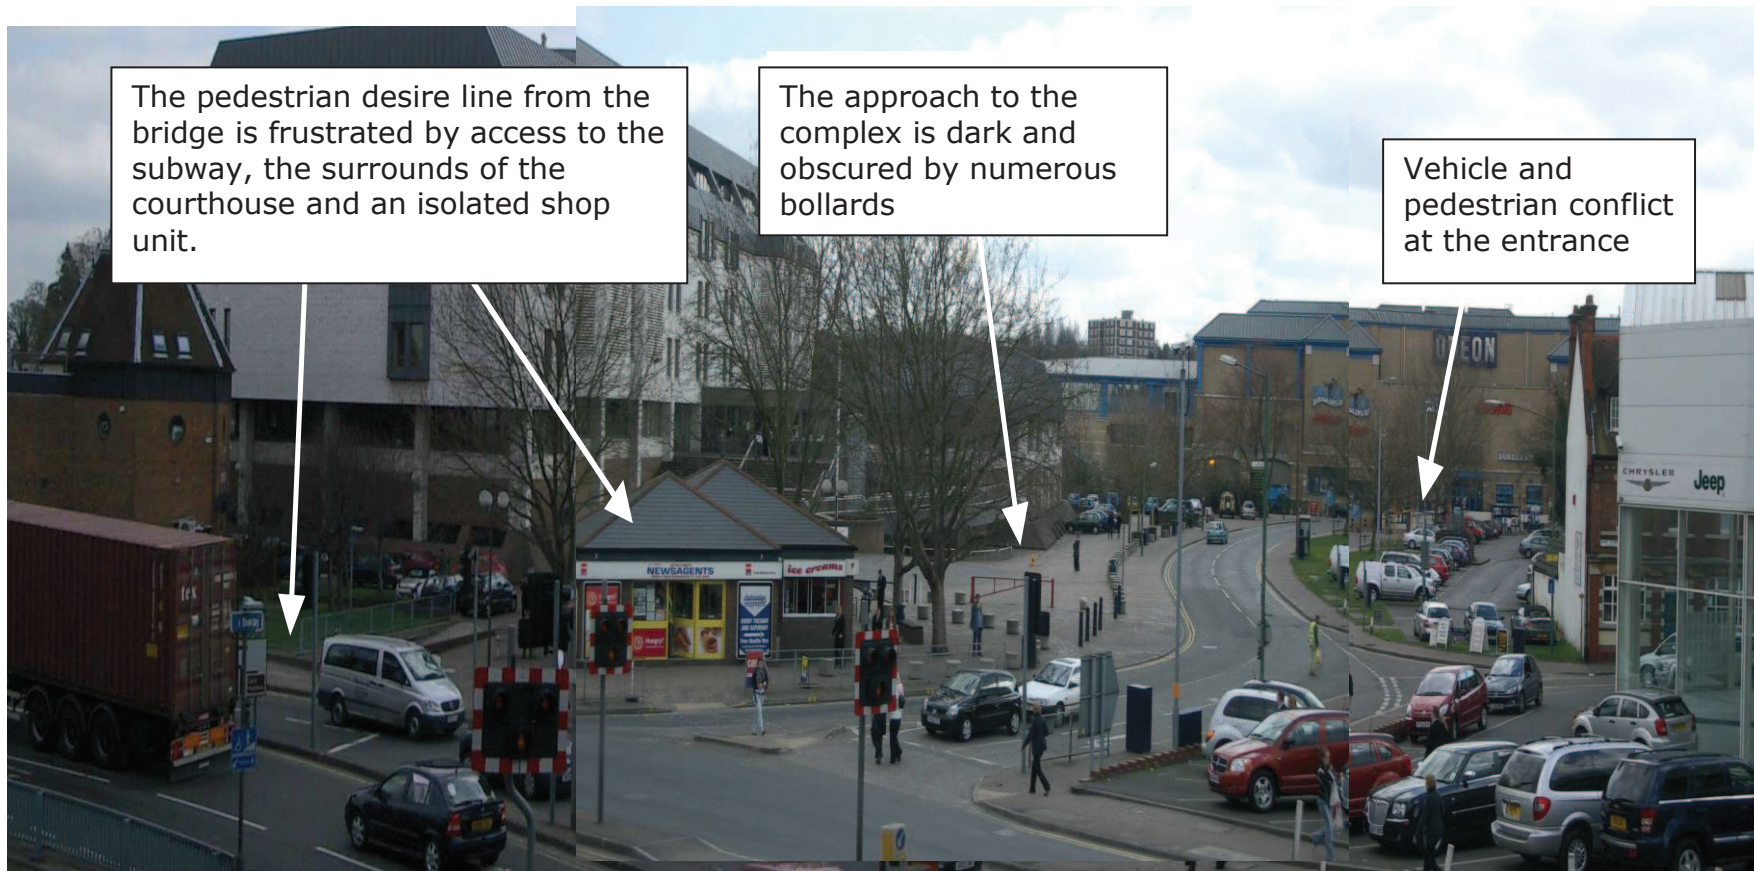 The pedestrian desire line from the
bridge is frustrated by access to the
subway, the surrounds of the
courthouse and an isolated shop
unit.
The approach to the
complex is dark and
obscured by numerous
bollards
Vehicle and
pedestrian conflict
at the entrance
ODEON
CHRYSLER
Jeep
tex
NEWSAGENTS
ice creams
Hungry?